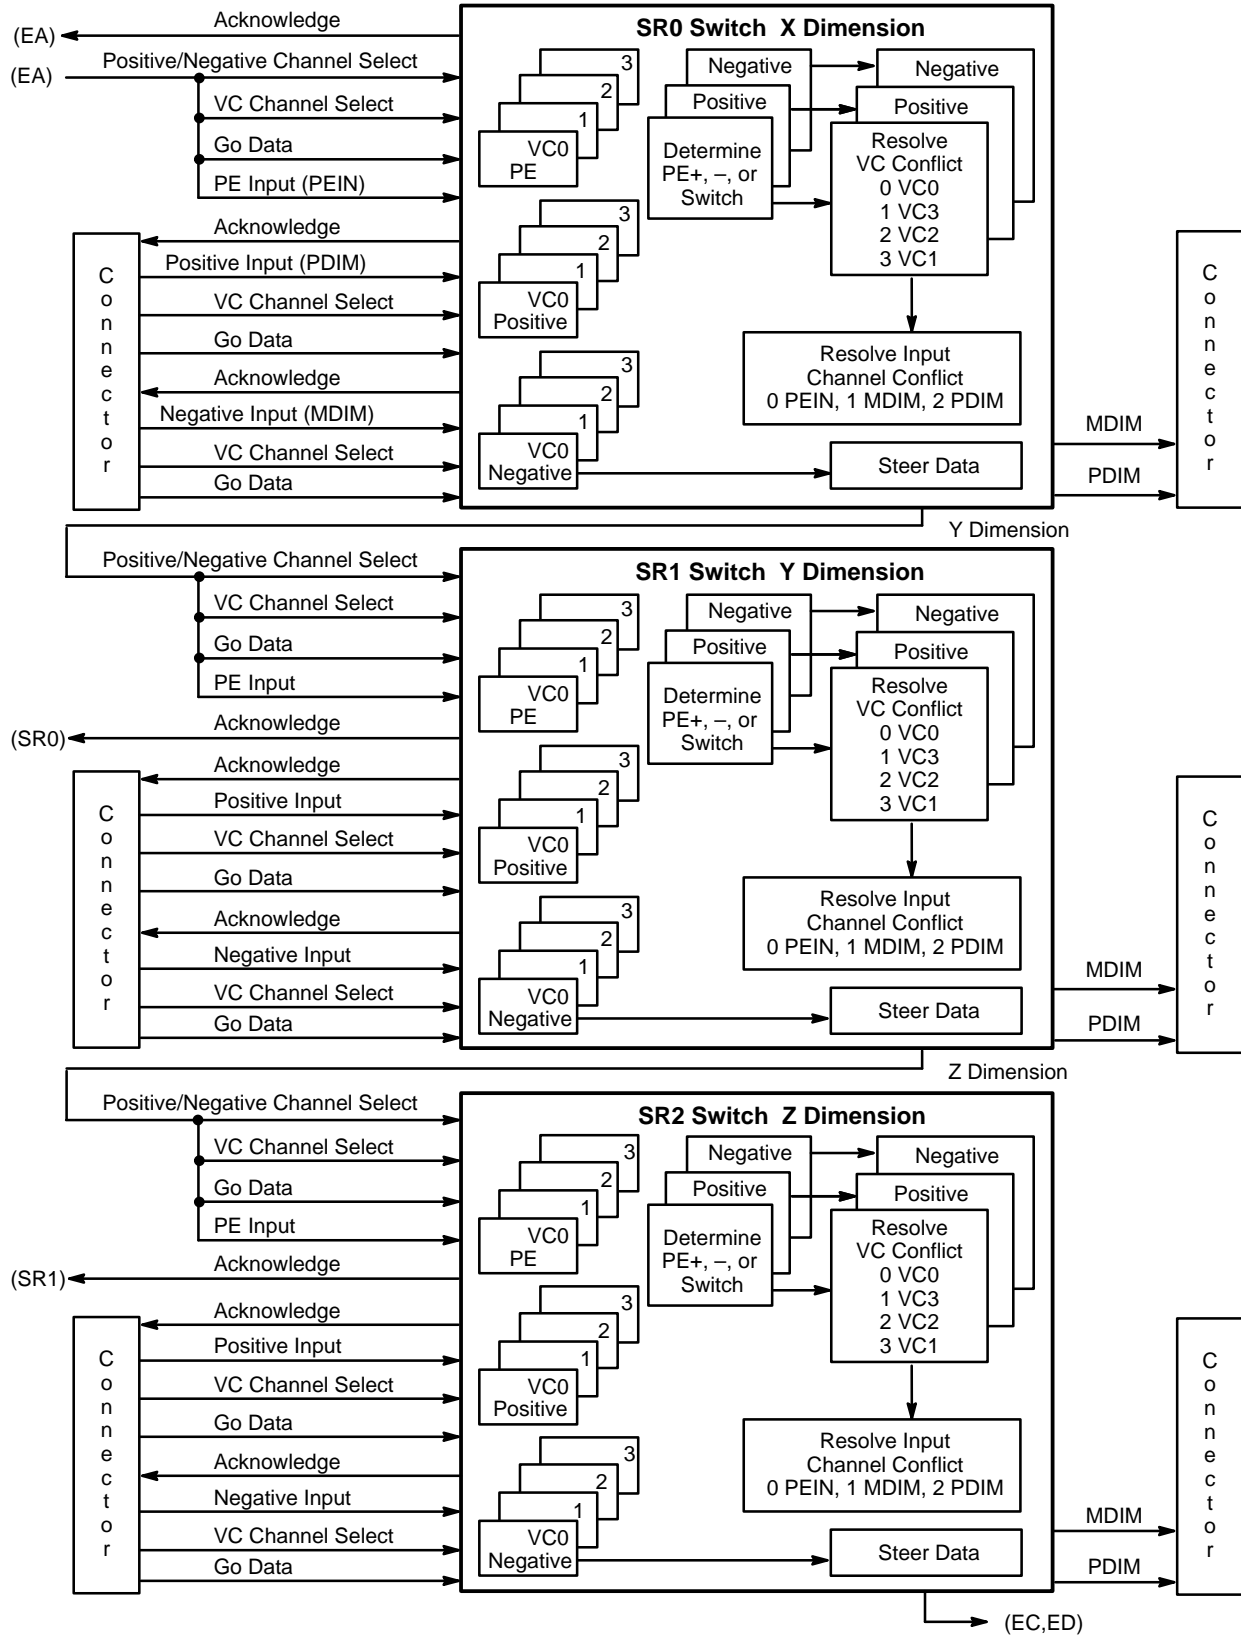 SR0 Switch X Dimension
(EA)
Acknowledge
(EA)
Positive/Negative Channel Select
VC Channel Select
Go Data
PE Input (PEIN)
3
2
1
VC0
PE
Negative
Positive
Determine
PE+, –, or
Switch
Negative
Positive
Resolve
VC Conflict
0 VC0
1 VC3
2 VC2
3 VC1
Connector
Acknowledge
Positive Input (PDIM)
VC Channel Select
Go Data
Acknowledge
Negative Input (MDIM)
VC Channel Select
Go Data
3
2
1
VC0
Positive
3
2
1
VC0
Negative
Resolve Input
Channel Conflict
0 PEIN, 1 MDIM, 2 PDIM
Steer Data
MDIM
PDIM
Connector
Y Dimension
SR1 Switch Y Dimension
Positive/Negative Channel Select
VC Channel Select
Go Data
PE Input
(SR0)
Acknowledge
3
2
1
VC0
PE
Negative
Positive
Determine
PE+, –, or
Switch
Negative
Positive
Resolve
VC Conflict
0 VC0
1 VC3
2 VC2
3 VC1
Connector
Acknowledge
Positive Input
VC Channel Select
Go Data
Acknowledge
Negative Input
VC Channel Select
Go Data
3
2
1
VC0
Positive
3
2
1
VC0
Negative
Resolve Input
Channel Conflict
0 PEIN, 1 MDIM, 2 PDIM
Steer Data
MDIM
PDIM
Connector
Z Dimension
SR2 Switch Z Dimension
Positive/Negative Channel Select
VC Channel Select
Go Data
PE Input
(SR1)
Acknowledge
3
2
1
VC0
PE
Negative
Positive
Determine
PE+, –, or
Switch
Negative
Positive
Resolve
VC Conflict
0 VC0
1 VC3
2 VC2
3 VC1
Connector
Acknowledge
Positive Input
VC Channel Select
Go Data
Acknowledge
Negative Input
VC Channel Select
Go Data
3
2
1
VC0
Positive
3
2
1
VC0
Negative
Resolve Input
Channel Conflict
0 PEIN, 1 MDIM, 2 PDIM
Steer Data
MDIM
PDIM
Connector
(EC,ED)